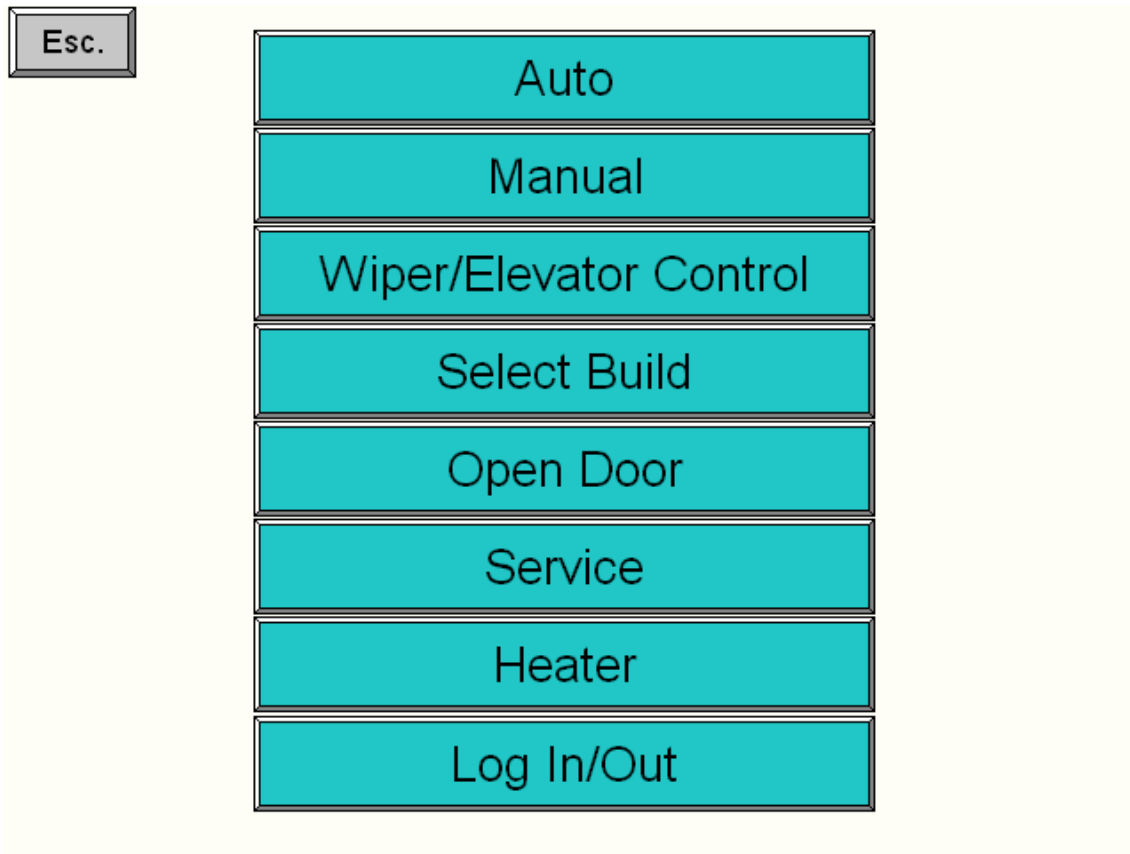 Esc.
Auto
Manual
Wiper/Elevator Control
Select Build
Open Door
Service
Heater
Log In/Out